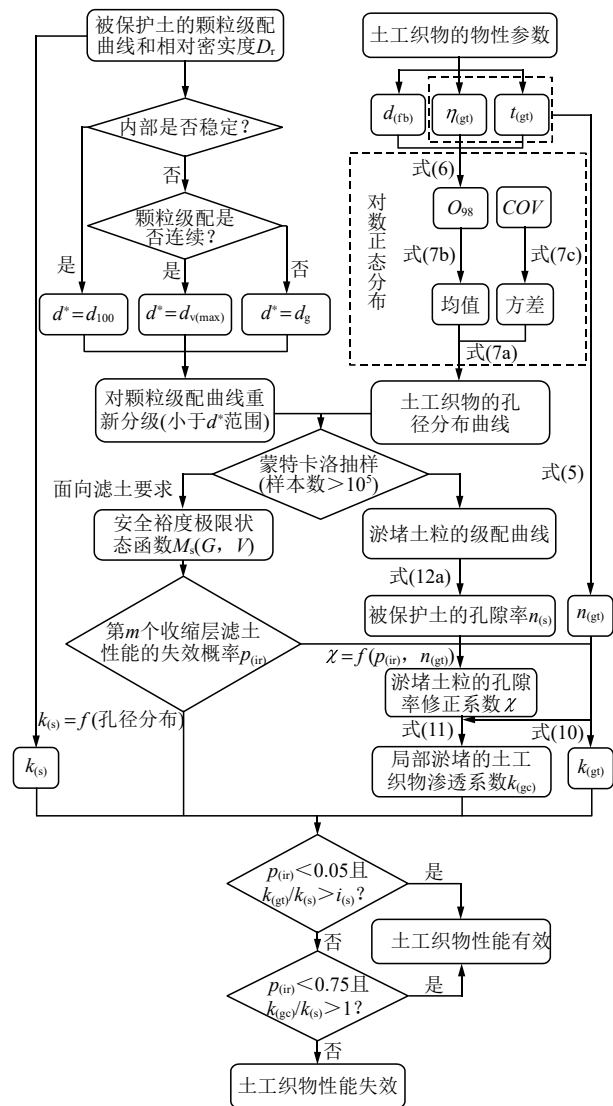 被保护土的颗粒级配
曲线和相对密实度Dr
土工织物的物性参数
d(fb)
η(gt)
t(gt)
内部是否稳定？
否
颗粒级配是
否连续？
是
是
否
d*=d100
d*=dv(max)
d*=dg
式(6)
对数正态分布
O98
COV
式(7b)
式(7c)
均值
方差
式(7a)
对颗粒级配曲线重
新分级(小于d*范围)
土工织物的孔
径分布曲线
蒙特卡洛抽样
(样本数＞10⁵)
面向滤土要求
式(5)
安全裕度极限状
态函数Ms(G，V)
淤堵土粒的级配曲线
式(12a)
第m个收缩层滤土
性能的失效概率p(ir)
被保护土的孔隙率n(s)
n(gt)
χ=f(p(ir)，n(gt))
淤堵土粒的孔隙
率修正系数χ
k(s)=f(孔径分布)
式(11)
式(10)
k(s)
局部淤堵的土工
织物渗透系数k(gc)
k(gt)
p(ir)＜0.05且
k(gt)/k(s)＞i(s)？
是
否
土工织物性能有效
p(ir)＜0.75且
k(gc)/k(s)＞1？
是
否
土工织物性能失效